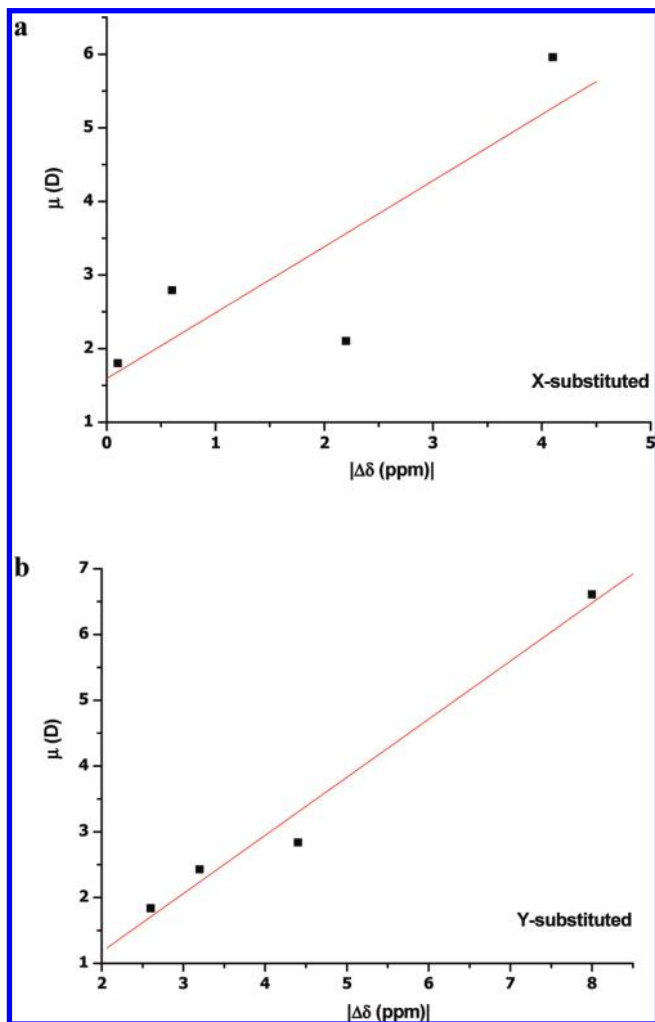 a
6
5
4
3
2
1
μ (D)
0 1 2 3 4 5
|Δδ (ppm)|
X-substituted
b
7
6
5
4
3
2
1
μ (D)
2 3 4 5 6 7 8
|Δδ (ppm)|
Y-substituted